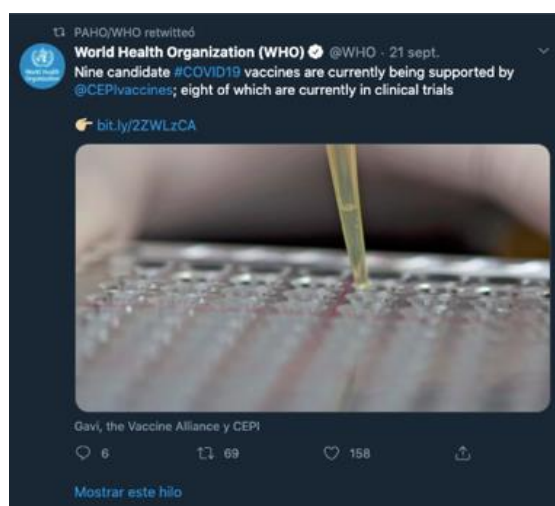 PAHO/WHO retwitteó
World Health Organization (WHO) @WHO · 21 sept.
Nine candidate #COVID19 vaccines are currently being supported by
@CEPIvaccines; eight of which are currently in clinical trials
bit.ly/2ZWLzCA
Gavi, the Vaccine Alliance y CEPI
6 69 158
Mostrar este hilo